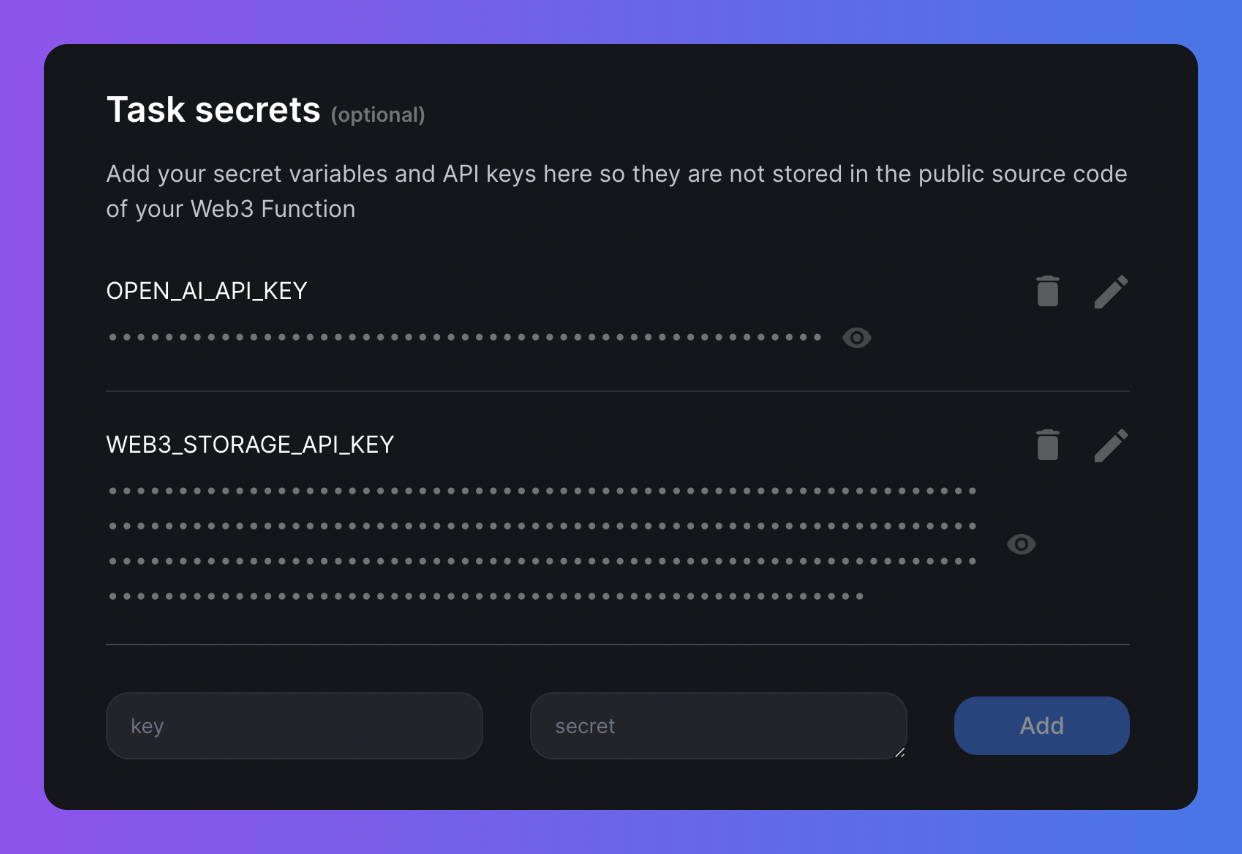 Task secrets (optional)
Add your secret variables and API keys here so they are not stored in the public source code
of your Web3 Function
OPEN_AI_API_KEY
•••••••••••••••••••••••••••••••••••••••••••••••••••
WEB3_STORAGE_API_KEY
••••••••••••••••••••••••••••••••••••••••••••••••••••••••••••••
••••••••••••••••••••••••••••••••••••••••••••••••••••••••••••••
••••••••••••••••••••••••••••••••••••••••••••••••••••••••••••••
••••••••••••••••••••••••••••••••••••••••••••••••••••••
key
secret
Add